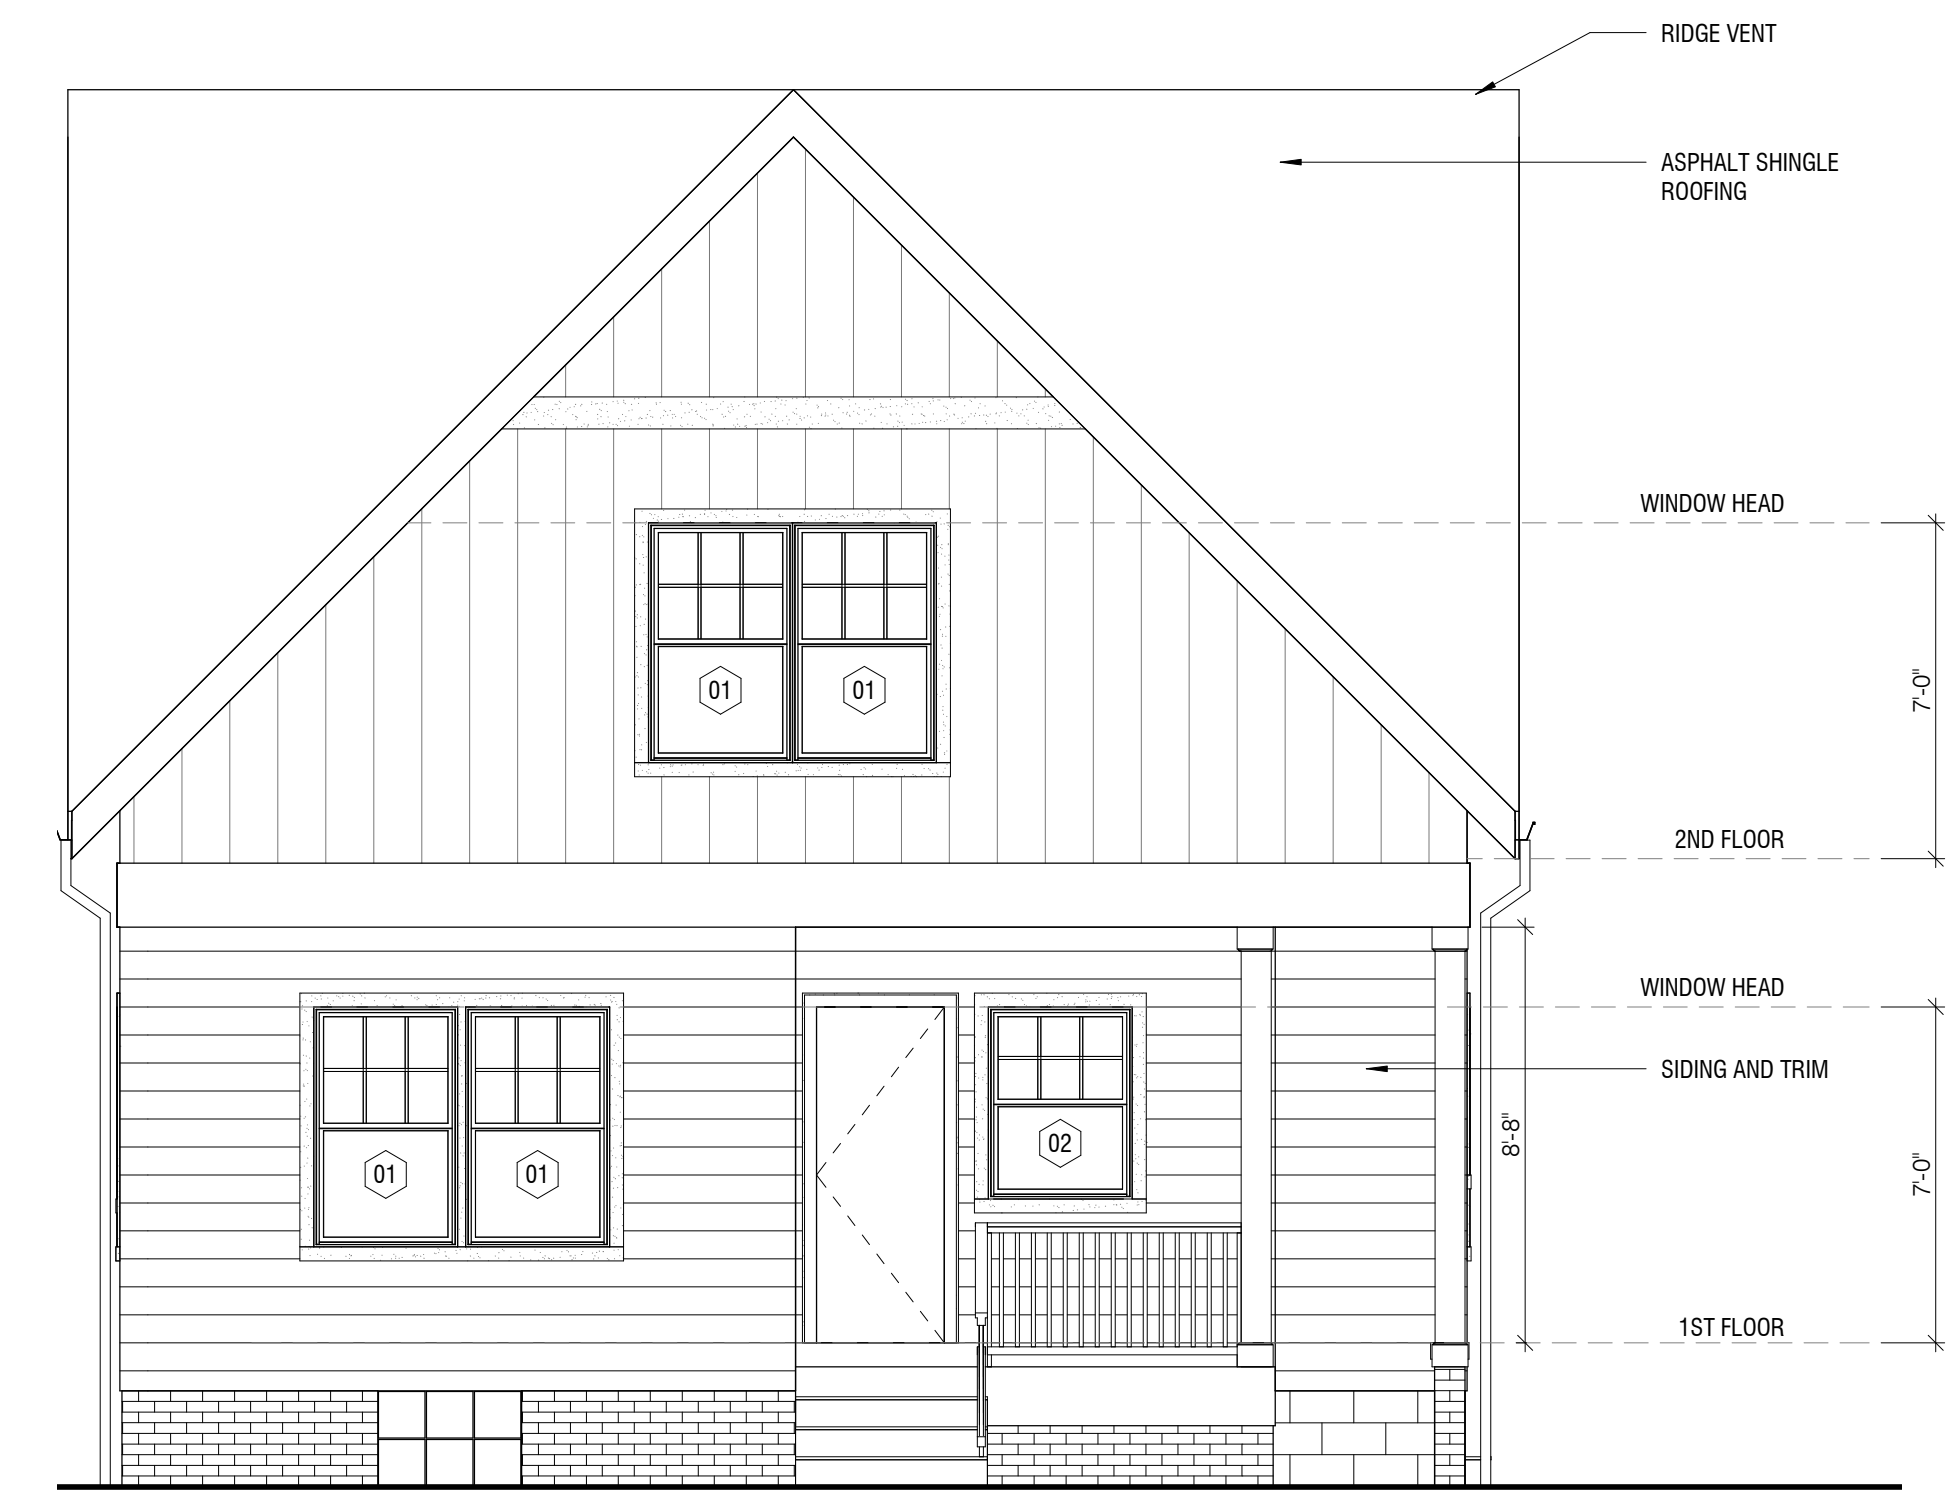 RIDGE VENT
ASPHALT SHINGLE
ROOFING
WINDOW HEAD
01 01
7'-0"
2ND FLOOR
WINDOW HEAD
SIDING AND TRIM
8'-8"
02
01 01
7'-0"
1ST FLOOR